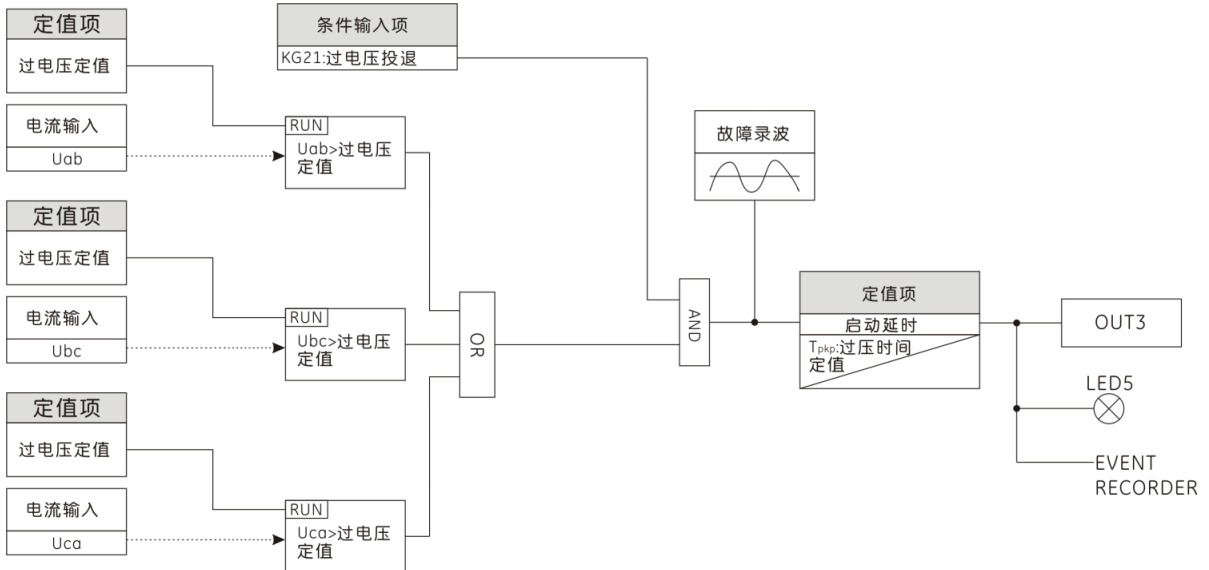 定值项
过电压定值
电流输入
Uab
RUN
Uab>过电压
定值
定值项
过电压定值
电流输入
Ubc
RUN
Ubc>过电压
定值
定值项
过电压定值
电流输入
Uca
RUN
Uca>过电压
定值
条件输入项
KG21:过电压投退
OR
AND
故障录波
定值项
启动延时
Tpkp:过压时间
定值
OUT3
LED5
EVENT
RECORDER